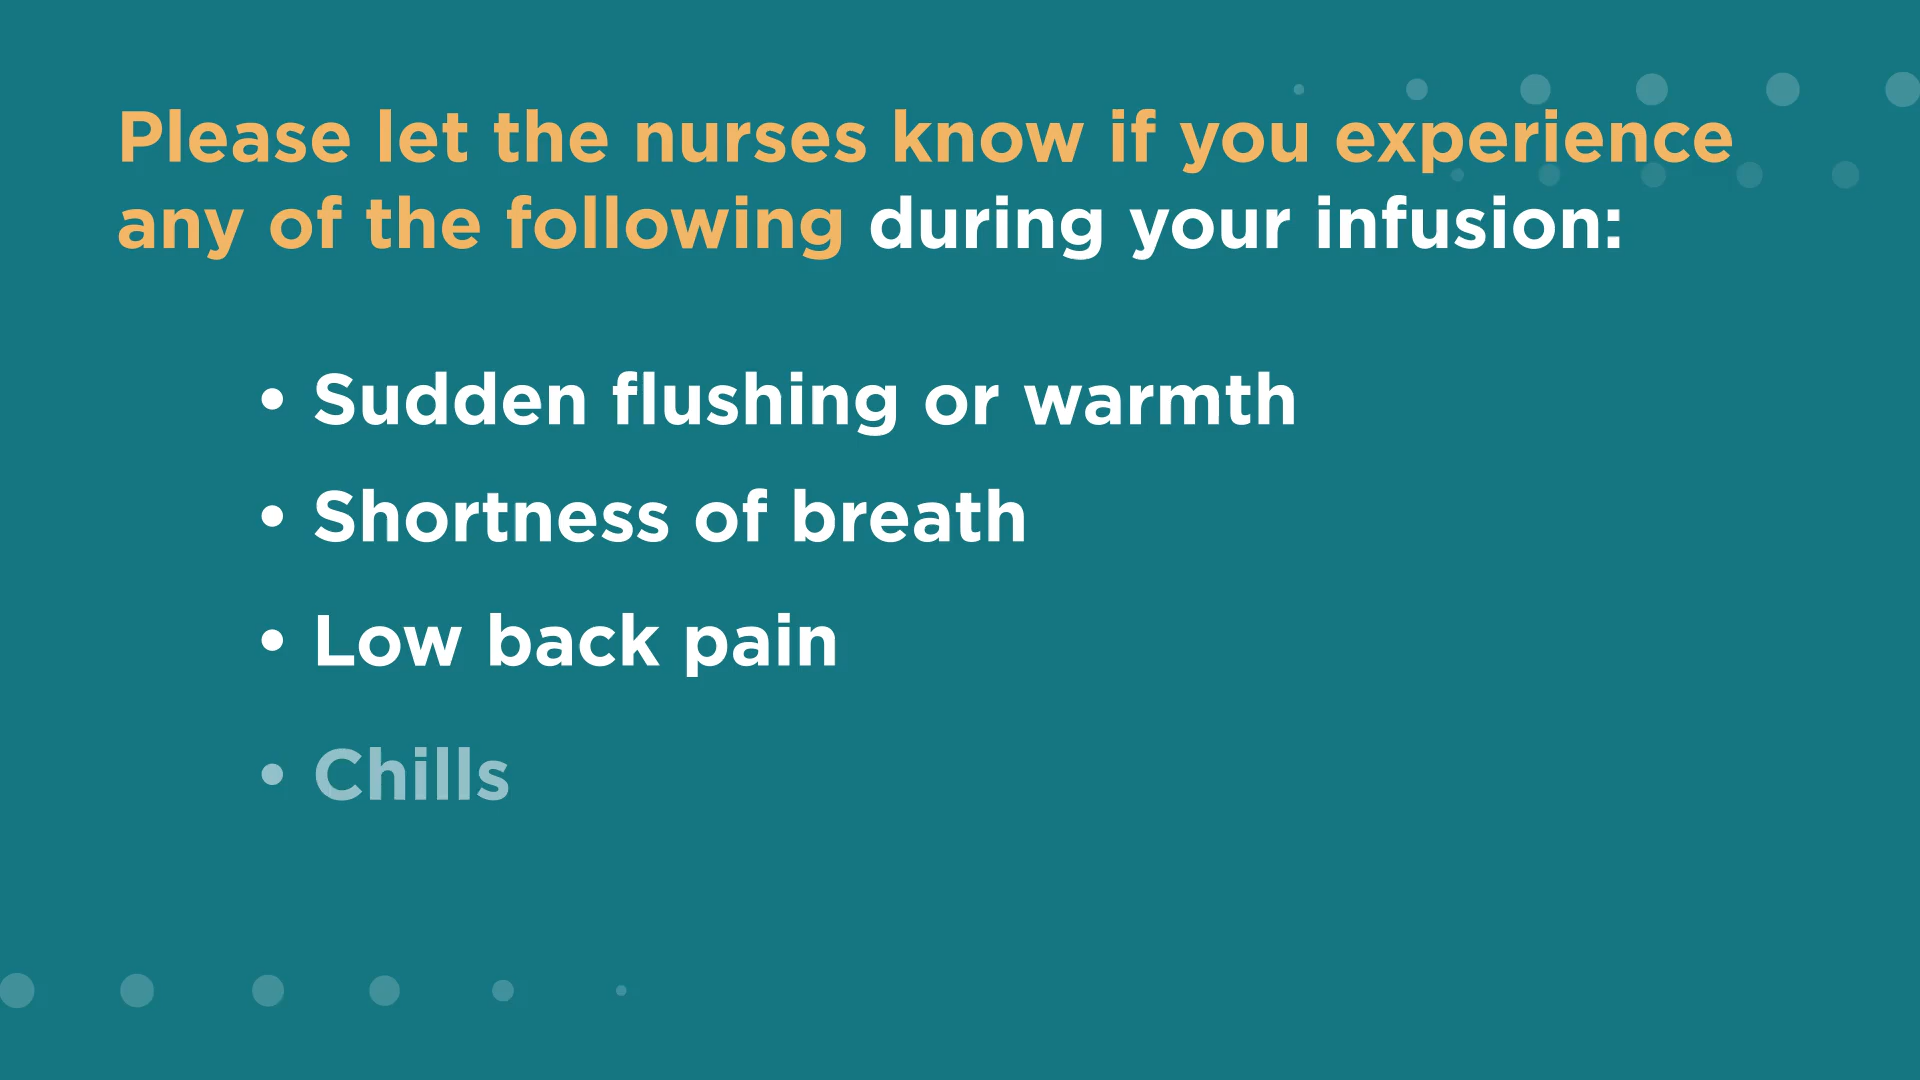 Please let the nurses know if you experience
any of the following during your infusion:
• Sudden flushing or warmth
• Shortness of breath
• Low back pain
• Chills